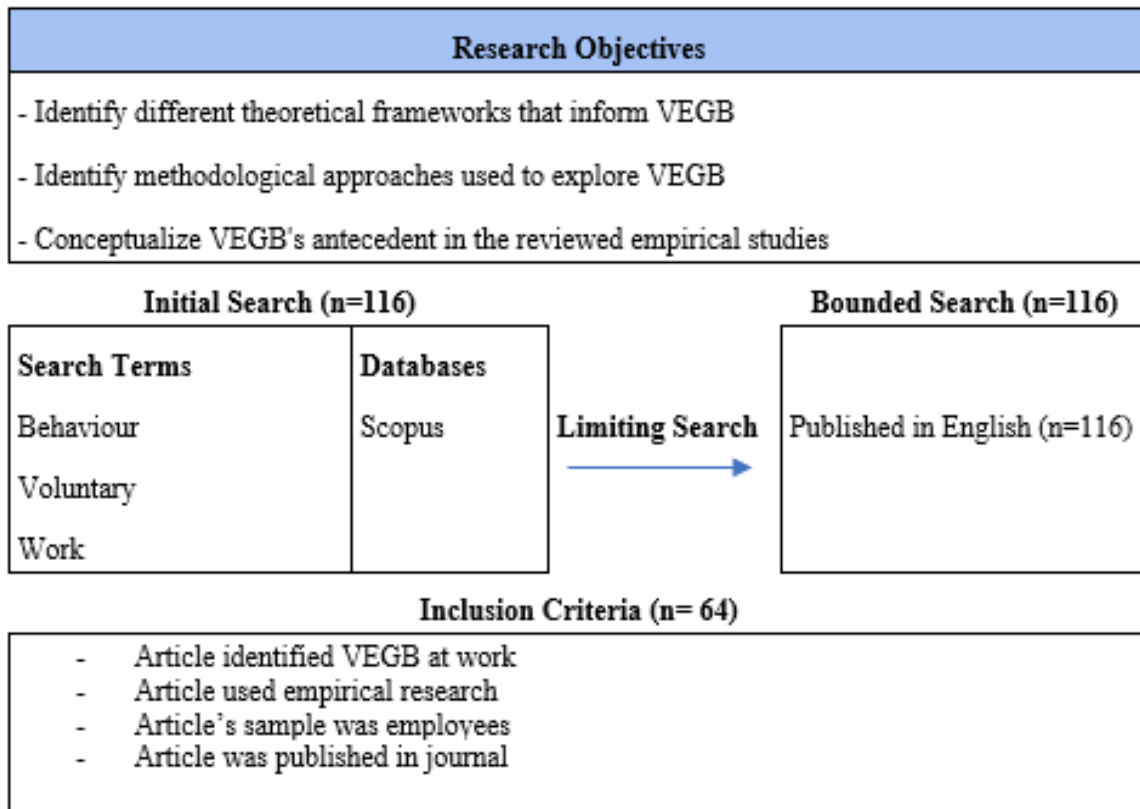 Research Objectives
- Identify different theoretical frameworks that inform VEGB
- Identify methodological approaches used to explore VEGB
- Conceptualize VEGB's antecedent in the reviewed empirical studies
Initial Search (n=116)
Bounded Search (n=116)
Search Terms
Databases
Behaviour
Scopus
Limiting Search
Published in English (n=116)
Voluntary
Work
Inclusion Criteria (n= 64)
- Article identified VEGB at work
- Article used empirical research
- Article’s sample was employees
- Article was published in journal